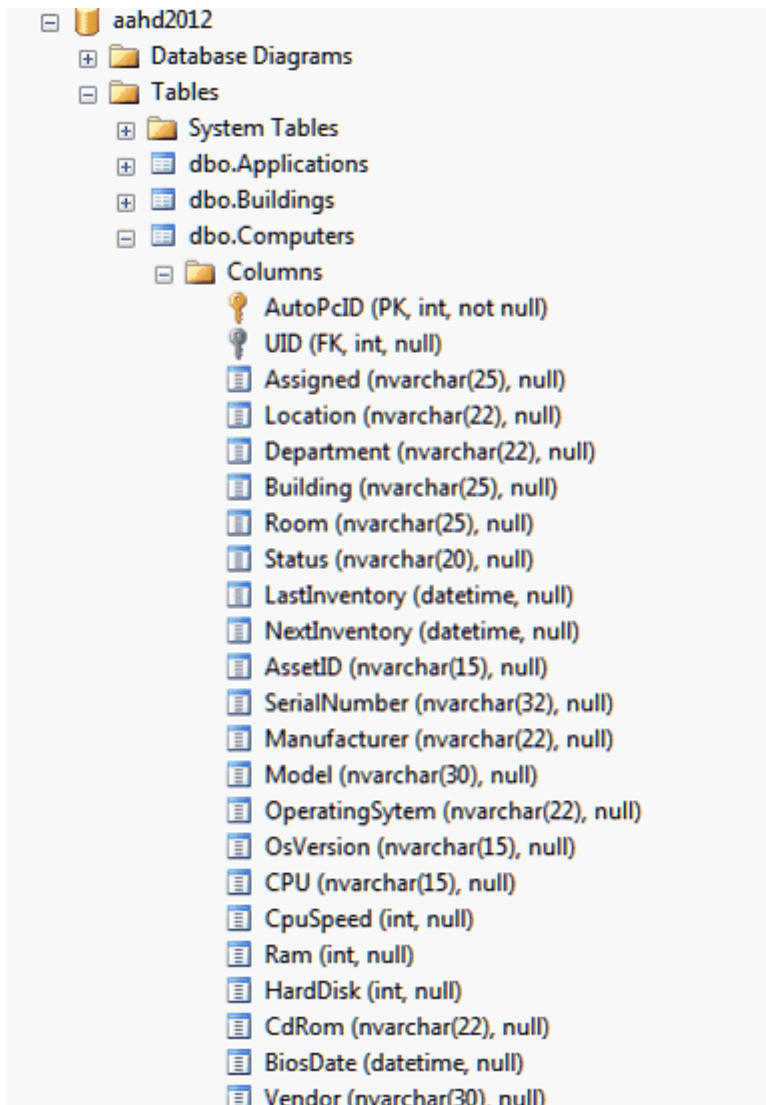 aahd2012
Database Diagrams
Tables
System Tables
dbo.Applications
dbo.Buildings
dbo.Computers
Columns
AutoPcID (PK, int, not null)
UID (FK, int, null)
Assigned (nvarchar(25), null)
Location (nvarchar(22), null)
Department (nvarchar(22), null)
Building (nvarchar(25), null)
Room (nvarchar(25), null)
Status (nvarchar(20), null)
LastInventory (datetime, null)
NextInventory (datetime, null)
AssetID (nvarchar(15), null)
SerialNumber (nvarchar(32), null)
Manufacturer (nvarchar(22), null)
Model (nvarchar(30), null)
OperatingSytem (nvarchar(22), null)
OsVersion (nvarchar(15), null)
CPU (nvarchar(15), null)
CpuSpeed (int, null)
Ram (int, null)
HardDisk (int, null)
CdRom (nvarchar(22), null)
BiosDate (datetime, null)
Vendor (nvarchar(30), null)